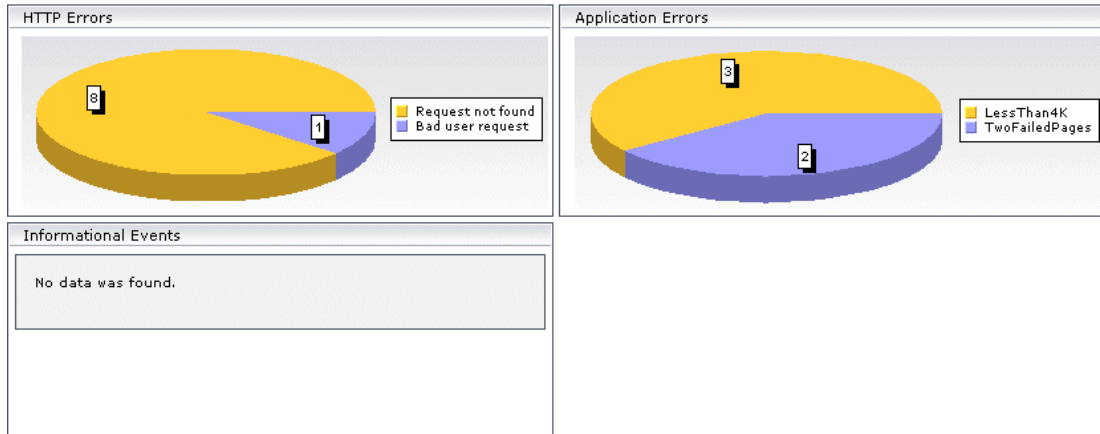 HTTP Errors
8
1
Request not found
Bad user request
Application Errors
3
2
LessThan4K
TwoFailedPages
Informational Events
No data was found.